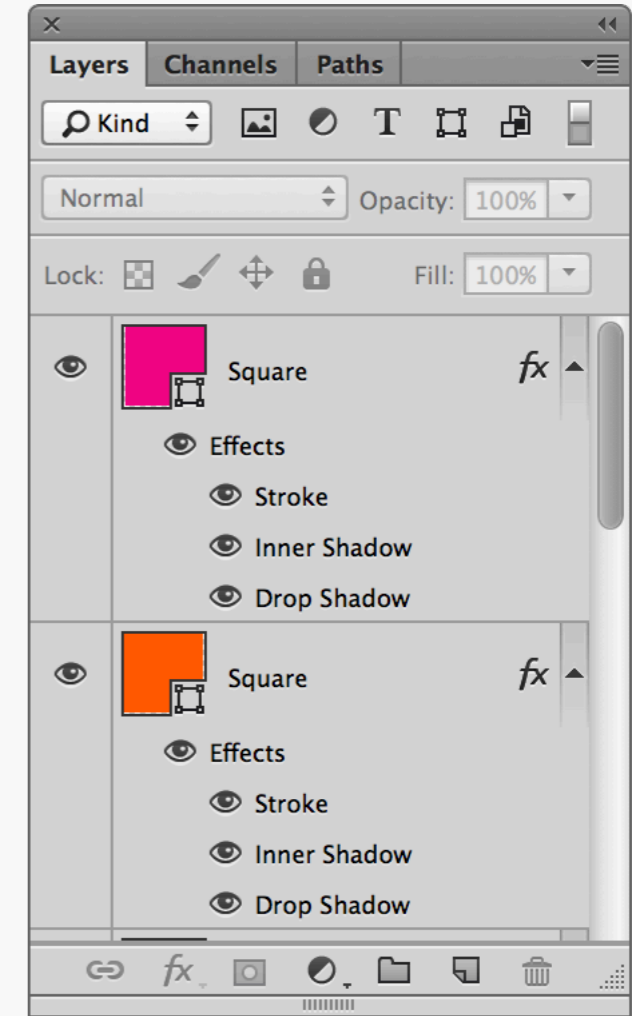 Layers Channels Paths
Kind T
Normal Opacity: 100%
Lock: Fill: 100%
Square fx
Effects
Stroke
Inner Shadow
Drop Shadow
Square fx
Effects
Stroke
Inner Shadow
Drop Shadow
fx